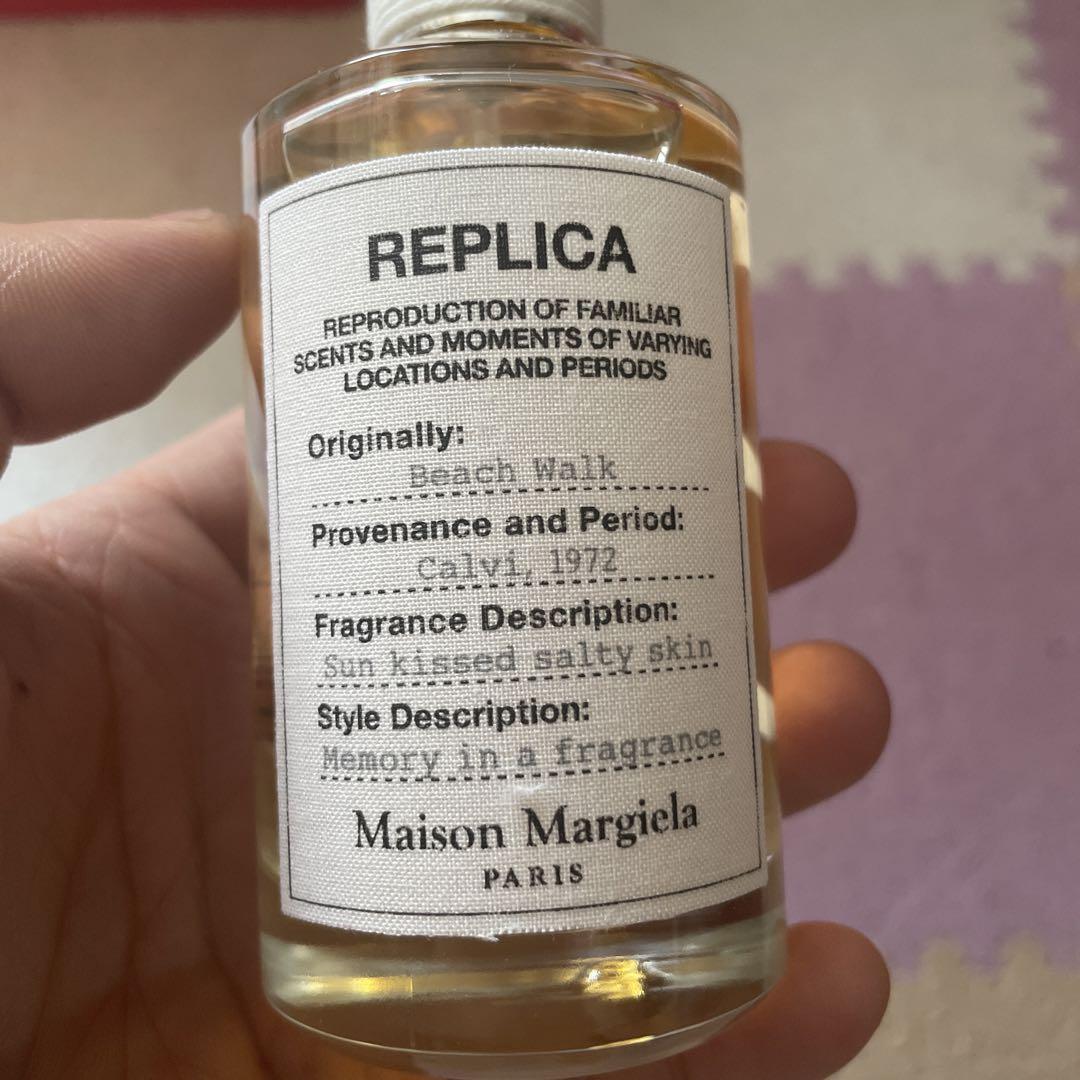 REPLICA
REPRODUCTION OF FAMILIAR
SCENTS AND MOMENTS OF VARYING
LOCATIONS AND PERIODS
Originally:
Beach Walk
Provenance and Period:
Calvi, 1972
Fragrance Description:
Sun kissed salty skin
Style Description:
Memory in a fragrance
Maison Margiela
PARIS